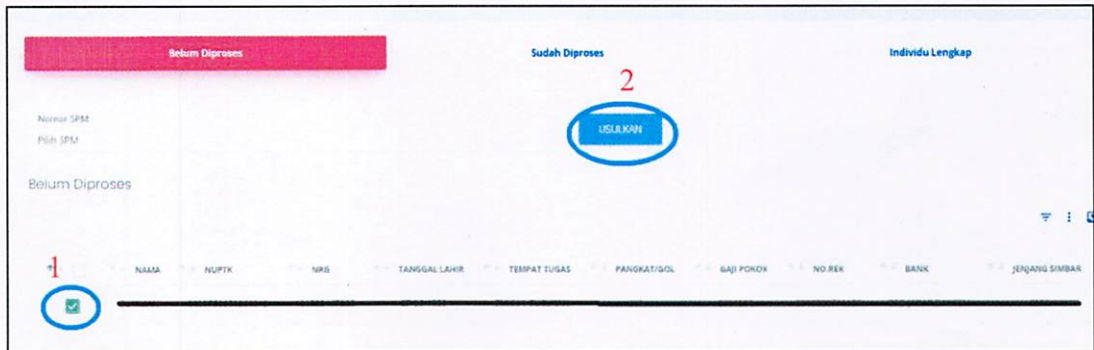 Belum Diproses Sudah Diproses Individu Lengkap
2
Nomor SPM
USULKAN
Pilih SPM
Belum Diproses
1
NAMA NUPTK NRG TANGGAL LAHIR TEMPAT TUGAS PANGKAT/GOL GAJI POKOK NO.REK BANK JENJANG SIMBAR